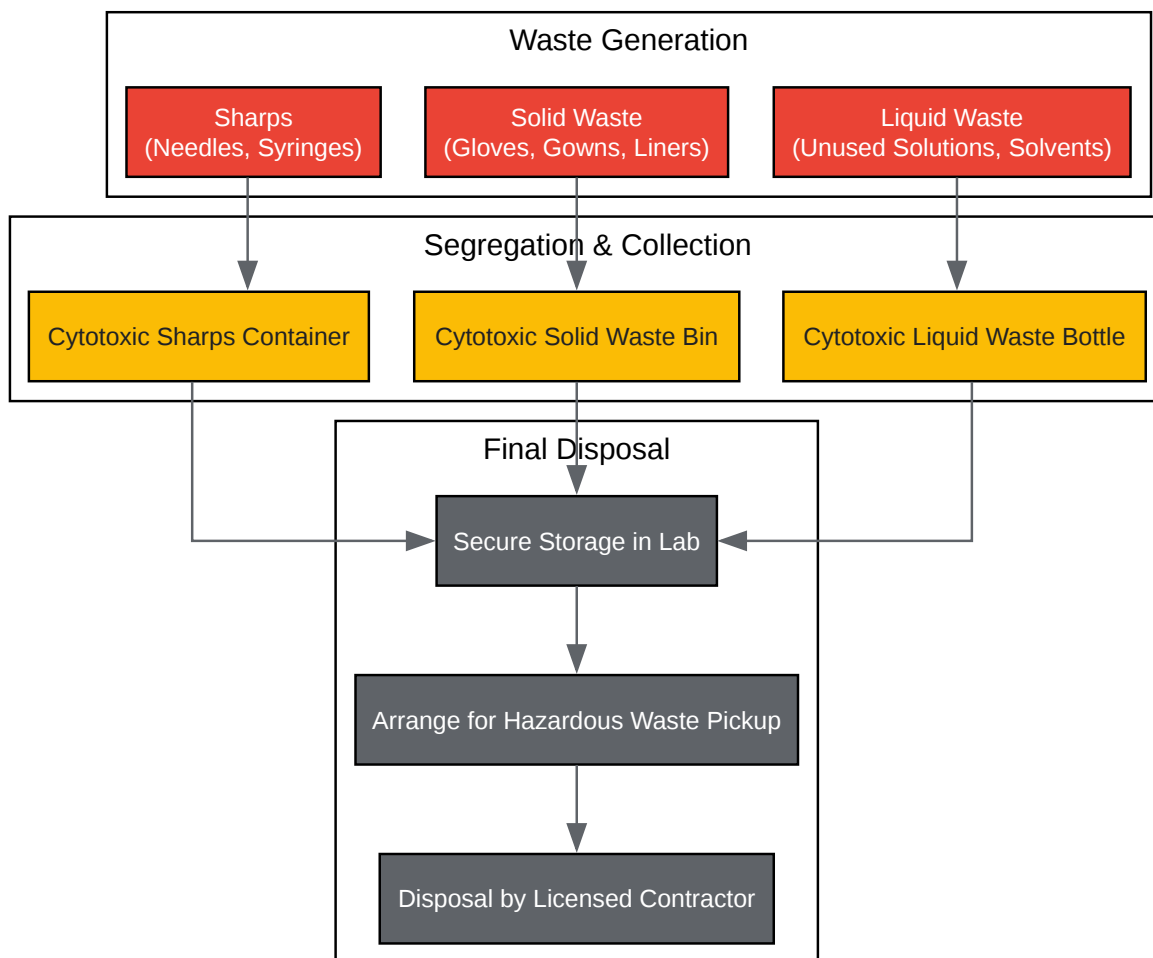 Waste Generation
Sharps
(Needles, Syringes)
Solid Waste
(Gloves, Gowns, Liners)
Liquid Waste
(Unused Solutions, Solvents)
Segregation & Collection
Cytotoxic Sharps Container
Cytotoxic Solid Waste Bin
Cytotoxic Liquid Waste Bottle
Final Disposal
Secure Storage in Lab
Arrange for Hazardous Waste Pickup
Disposal by Licensed Contractor